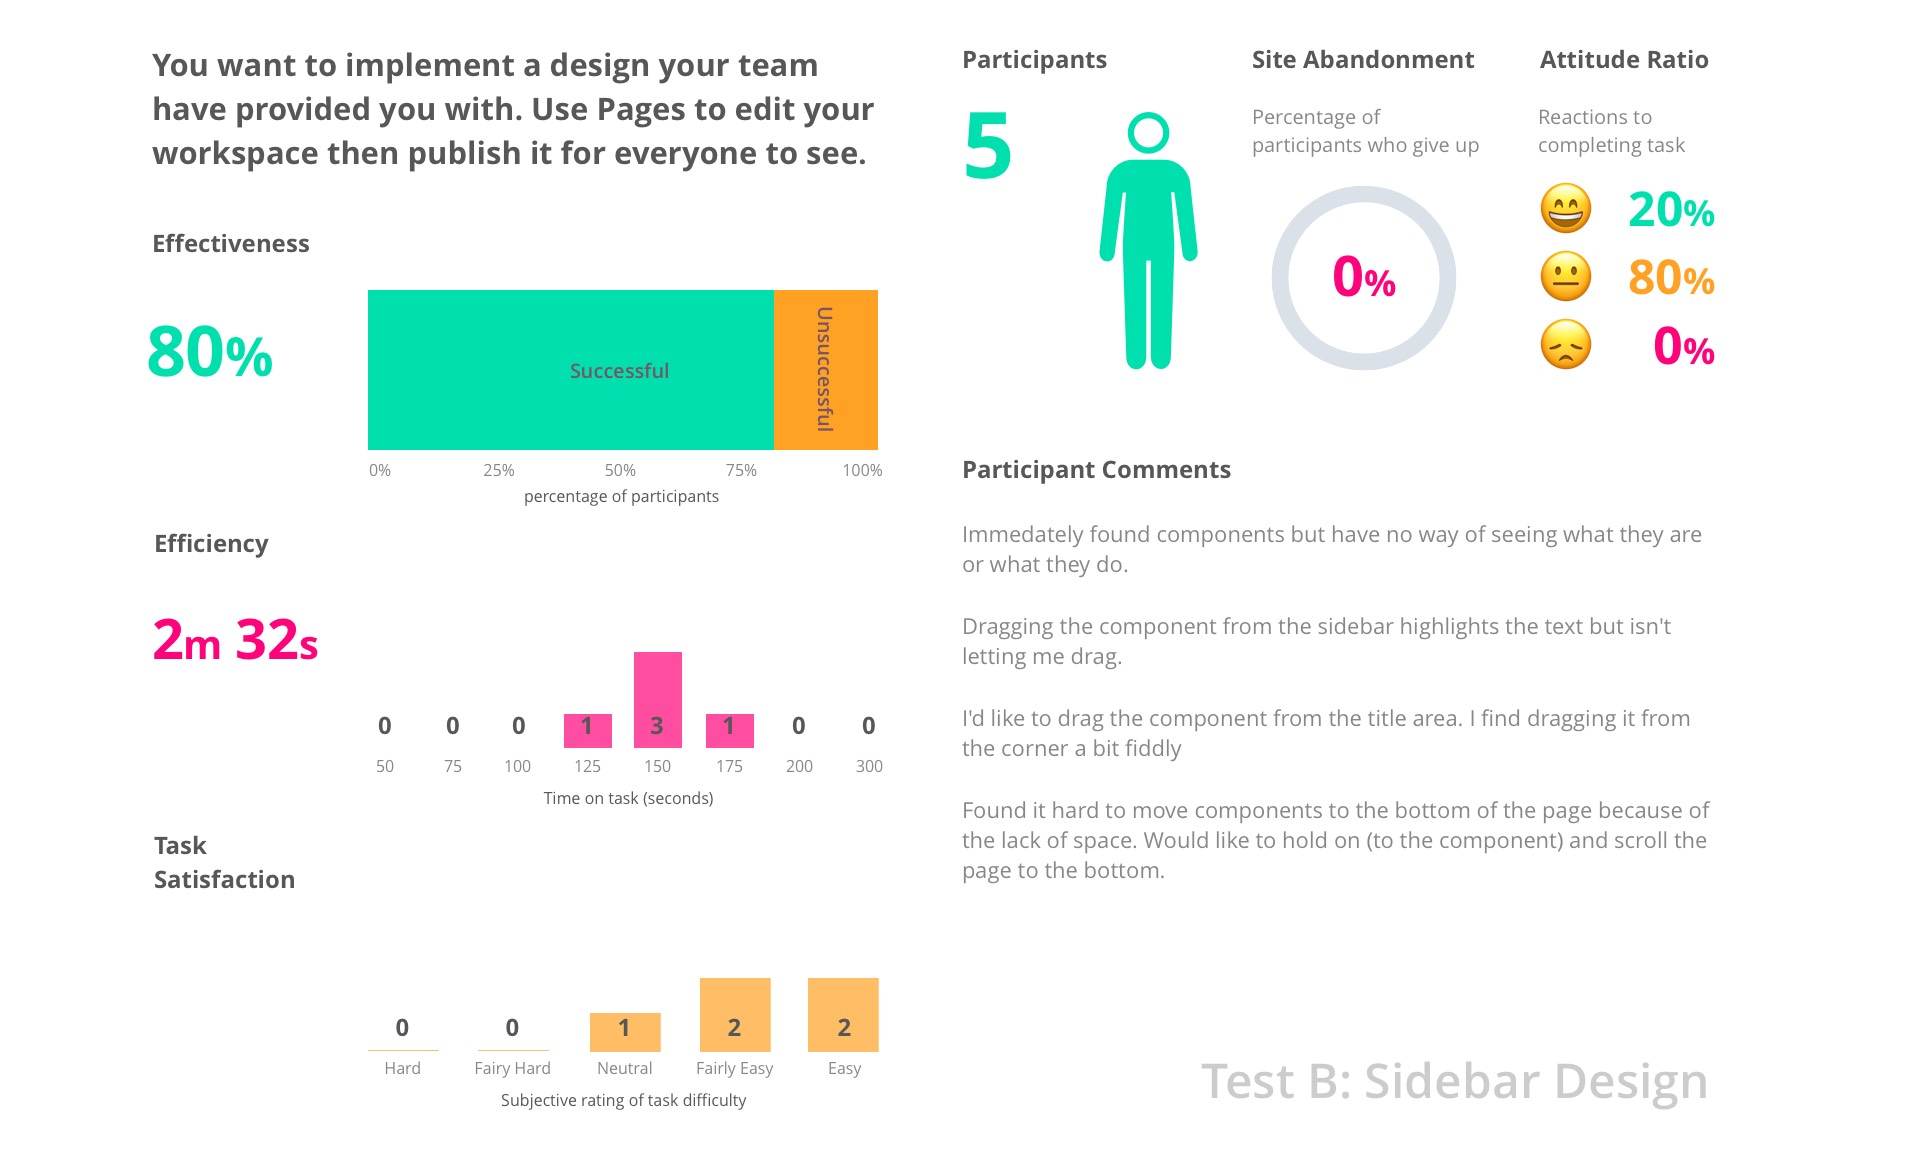 You want to implement a design your team
have provided you with. Use Pages to edit your
workspace then publish it for everyone to see.
Effectiveness
80%
Successful
Unsuccessful
0% 25% 50% 75% 100%
percentage of participants
Efficiency
2m 32s
0 0 0 1 3 1 0 0
50 75 100 125 150 175 200 300
Time on task (seconds)
Task
Satisfaction
0 0 1 2 2
Hard Fairy Hard Neutral Fairly Easy Easy
Subjective rating of task difficulty
Participants
5
Site Abandonment
Percentage of
participants who give up
0%
Attitude Ratio
Reactions to
completing task
20%
80%
0%
Participant Comments
Immedately found components but have no way of seeing what they are
or what they do.
Dragging the component from the sidebar highlights the text but isn't
letting me drag.
I'd like to drag the component from the title area. I find dragging it from
the corner a bit fiddly
Found it hard to move components to the bottom of the page because of
the lack of space. Would like to hold on (to the component) and scroll the
page to the bottom.
Test B: Sidebar Design